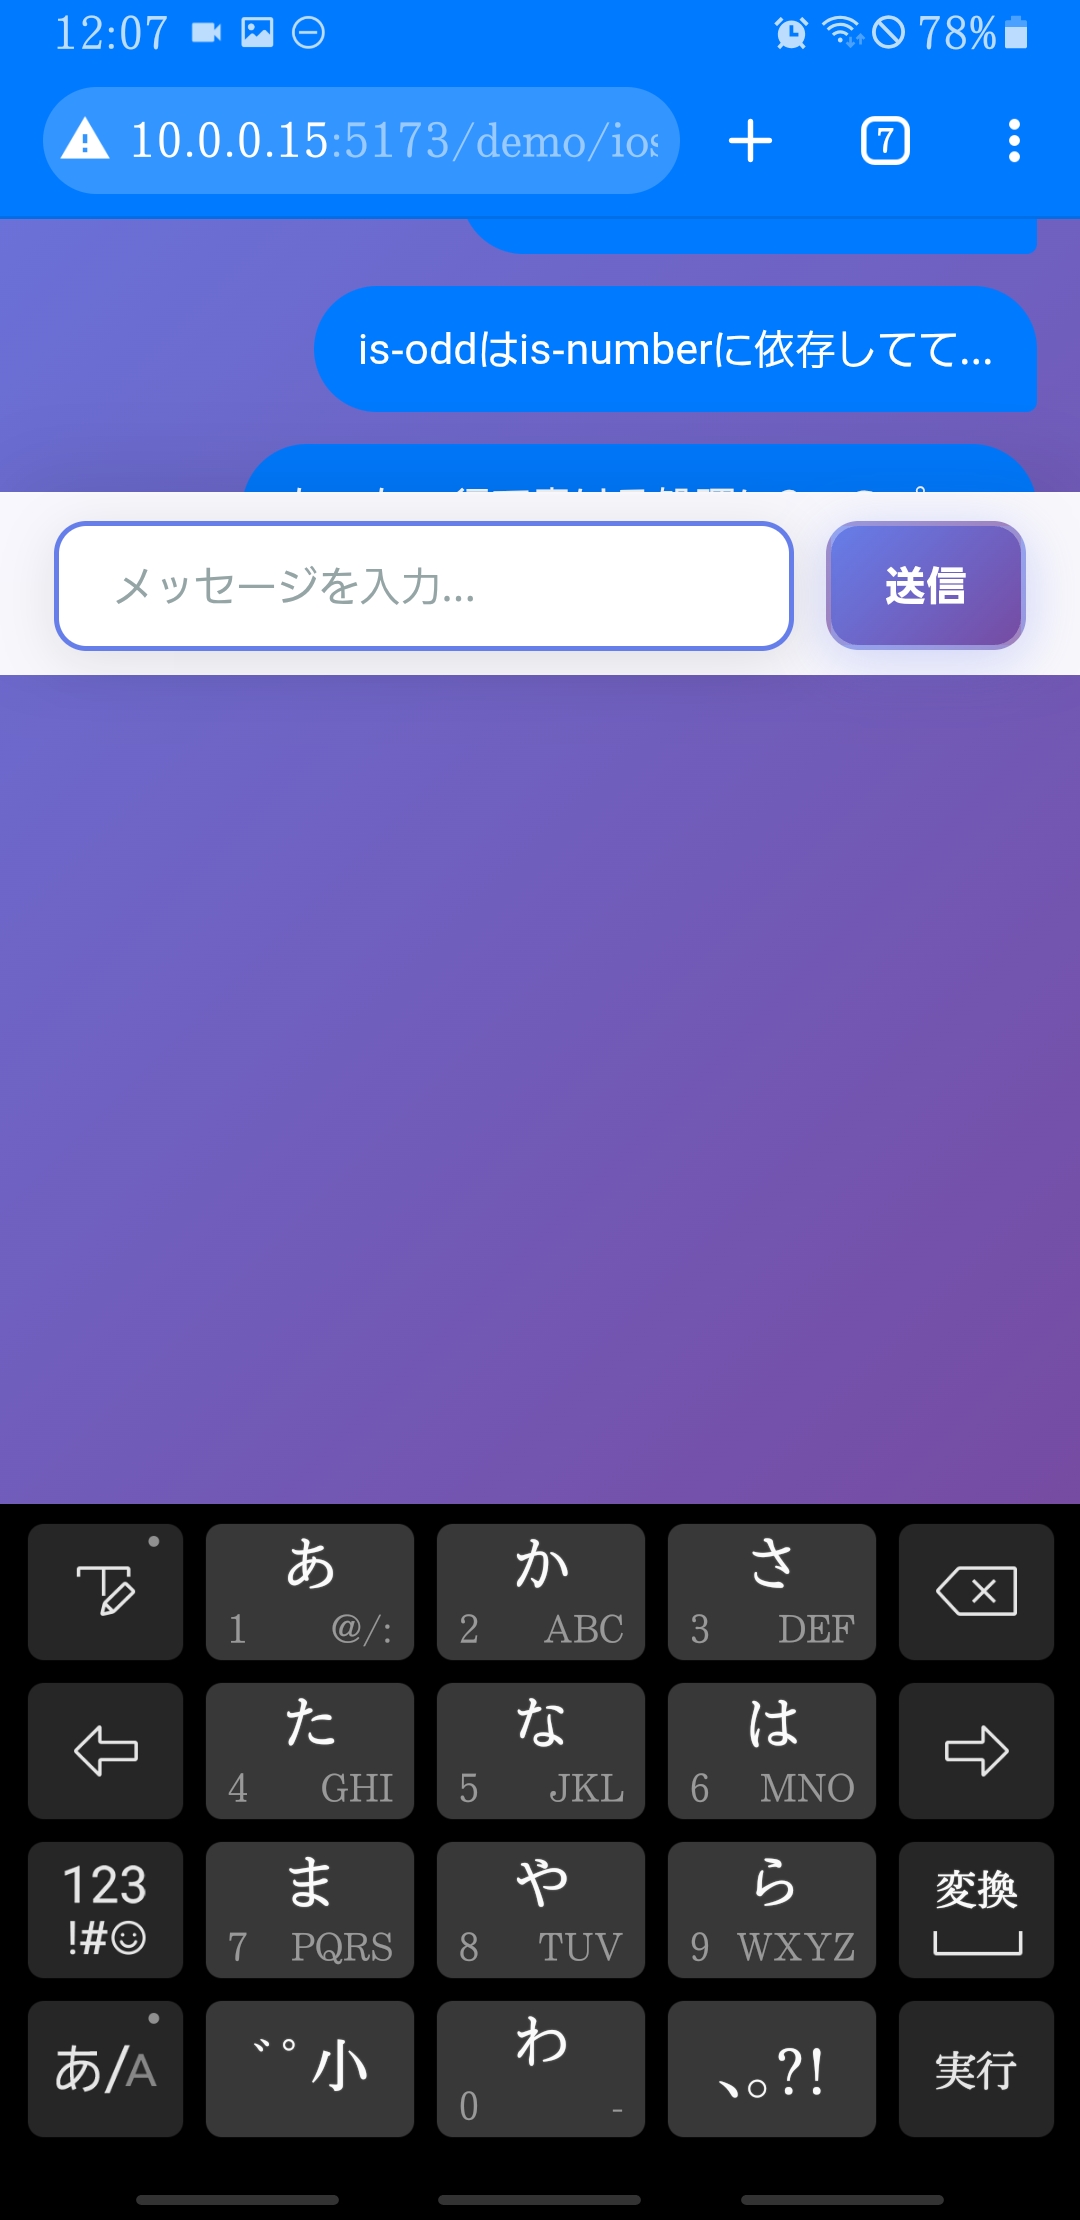 12:07 78%
10.0.0.15:5173/demo/ios
7
is-oddはis-numberに依存してて...
メッセージを入力...
送信
あ 1 @/:
か 2 ABC
さ 3 DEF
た 4 GHI
な 5 JKL
は 6 MNO
123 !#☺
ま 7 PQRS
や 8 TUV
ら 9 WXYZ
変換
あ/A
゛゜小
わ 0 -
、。?!
実行